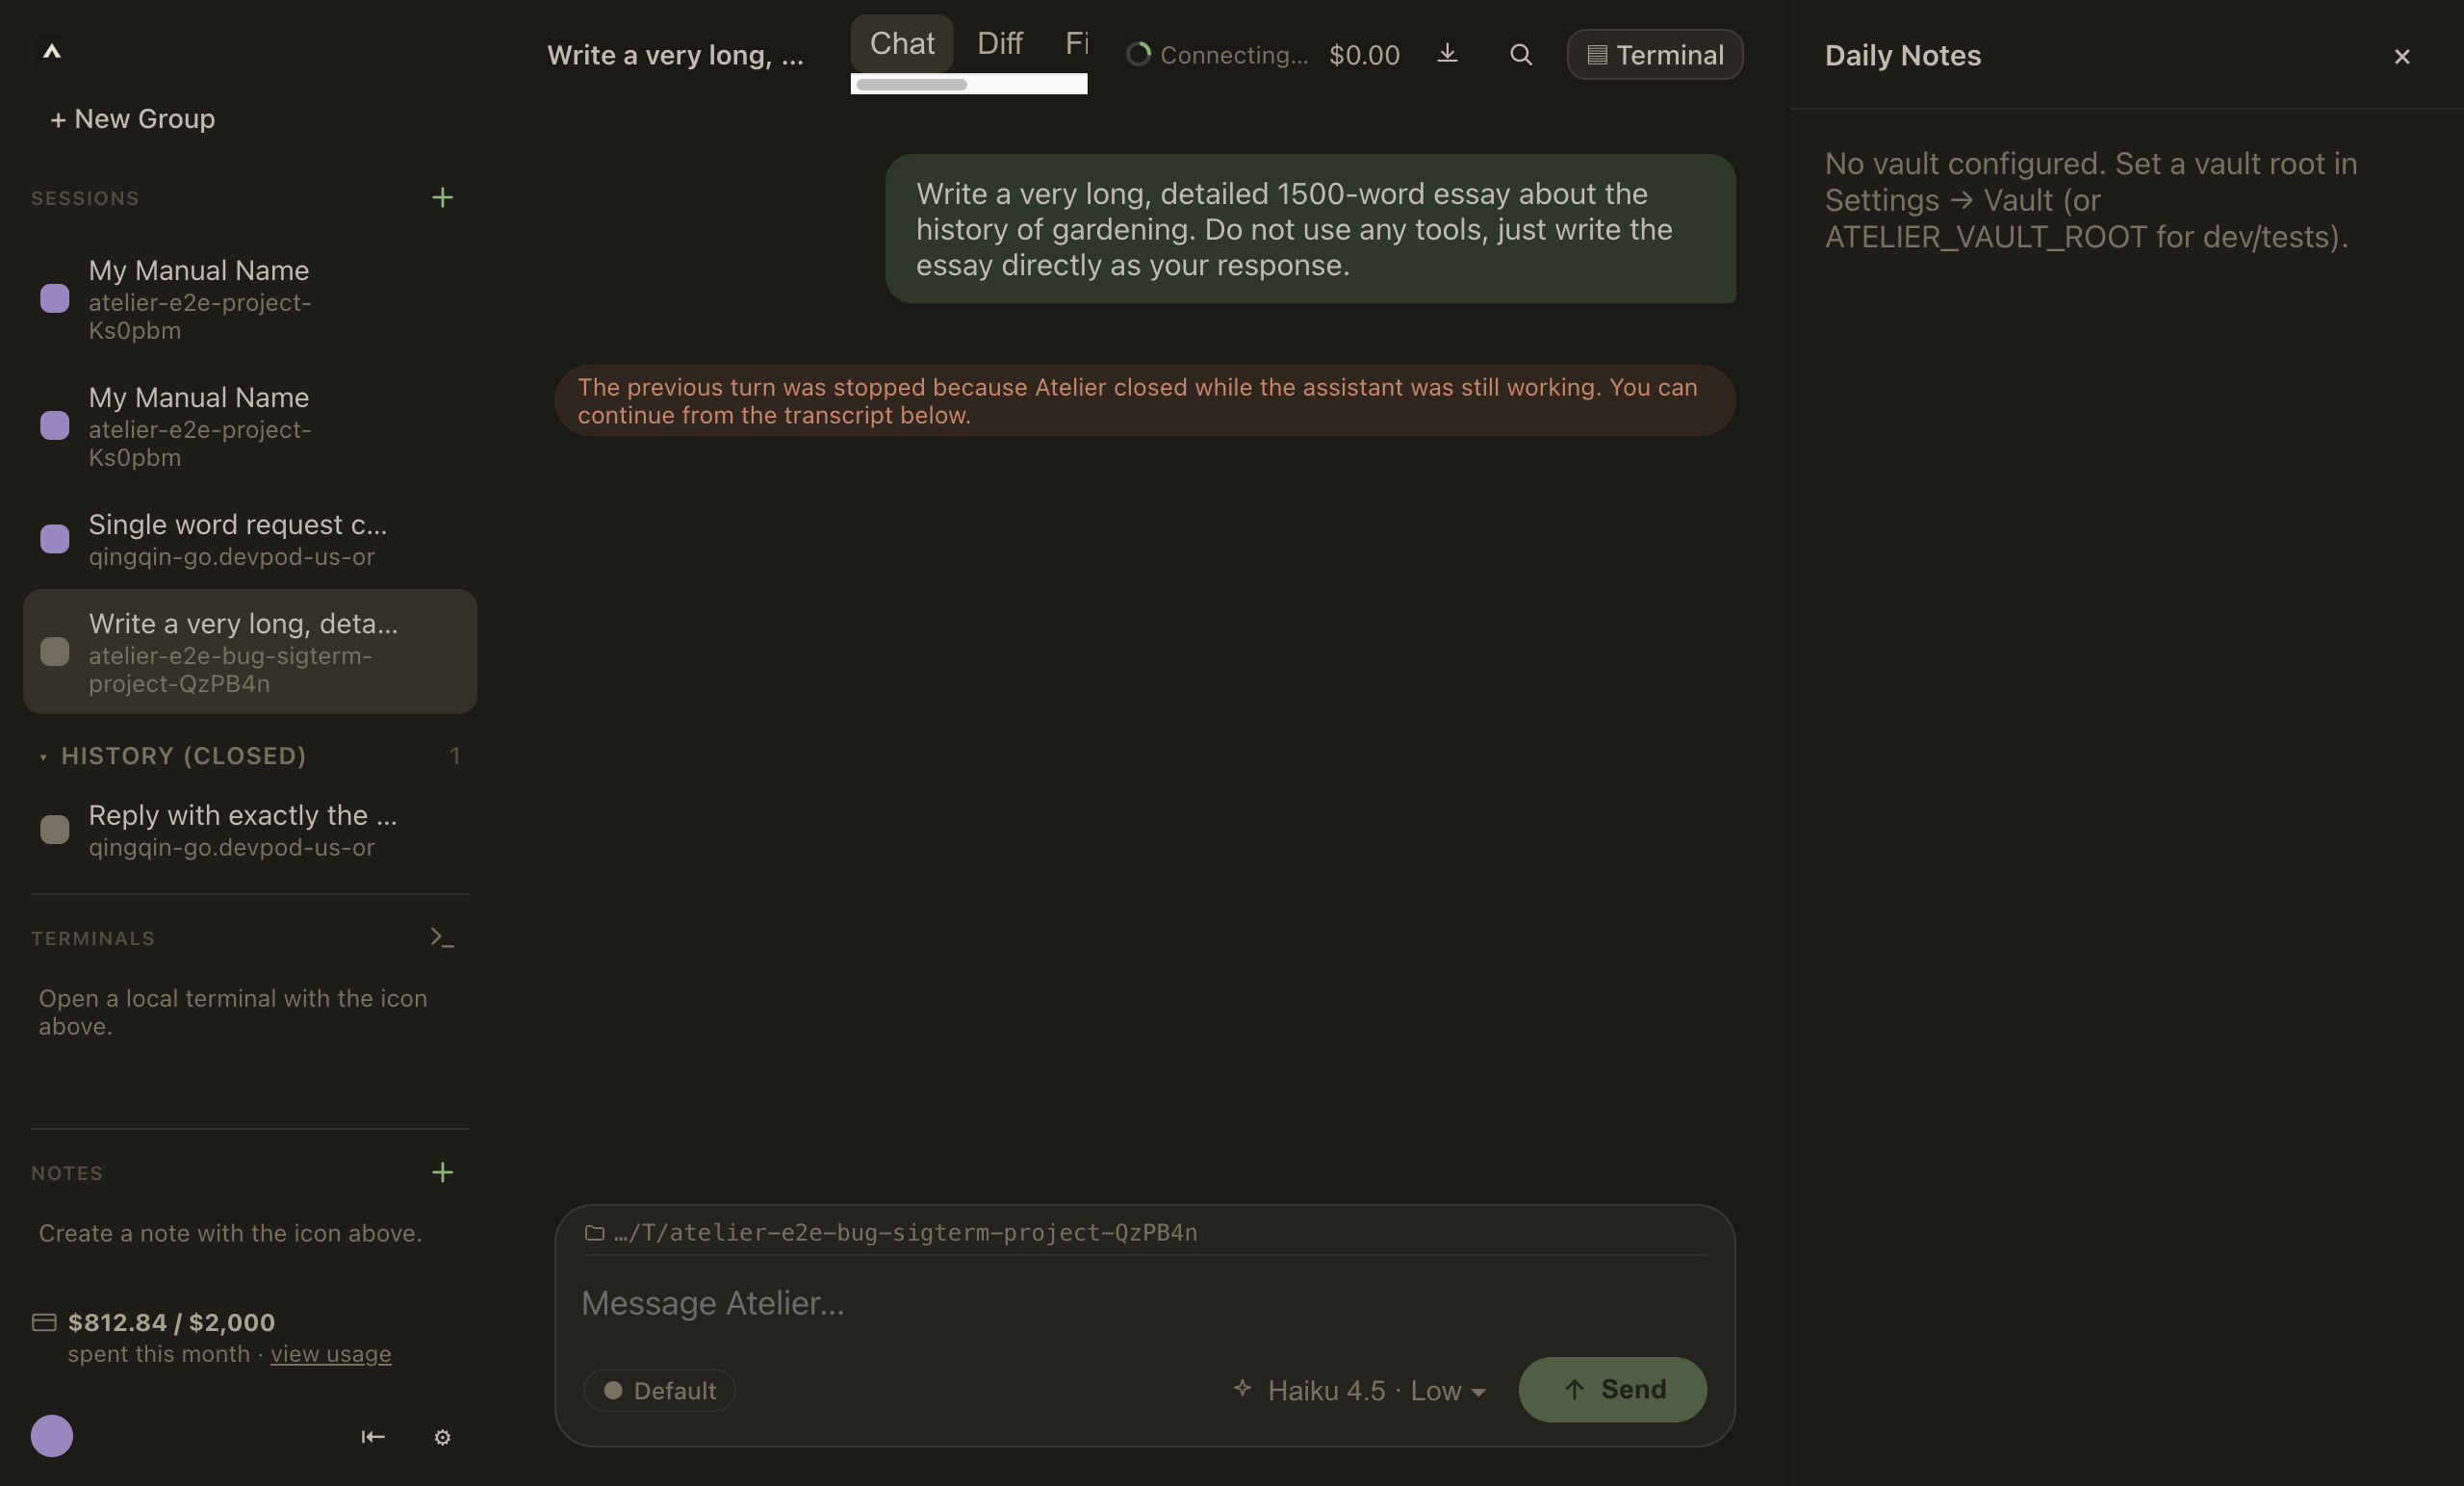 + New Group
SESSIONS
My Manual Name
atelier-e2e-project-
Ks0pbm
My Manual Name
atelier-e2e-project-
Ks0pbm
Single word request c...
qingqin-go.devpod-us-or
Write a very long, deta...
atelier-e2e-bug-sigterm-
project-QzPB4n
HISTORY (CLOSED) 1
Reply with exactly the ...
qingqin-go.devpod-us-or
TERMINALS
Open a local terminal with the icon
above.
NOTES
Create a note with the icon above.
$812.84 / $2,000
spent this month · view usage
Write a very long, ... Chat Diff Fi Connecting... $0.00 Terminal
Write a very long, detailed 1500-word essay about the
history of gardening. Do not use any tools, just write the
essay directly as your response.
The previous turn was stopped because Atelier closed while the assistant was still working. You can
continue from the transcript below.
…/T/atelier-e2e-bug-sigterm-project-QzPB4n
Message Atelier...
Default Haiku 4.5 · Low Send
Daily Notes
No vault configured. Set a vault root in
Settings → Vault (or
ATELIER_VAULT_ROOT for dev/tests).